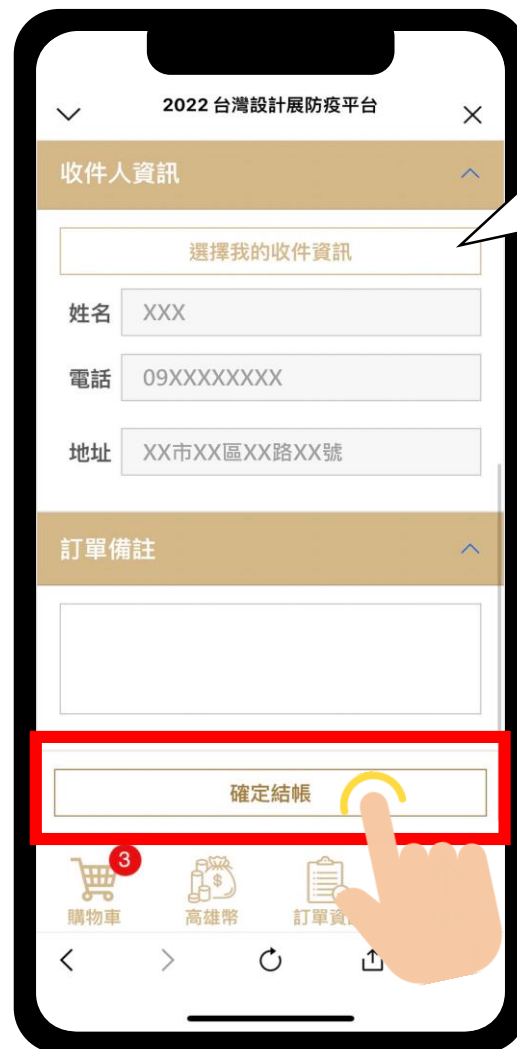 2022 台灣設計展防疫平台
收件人資訊
選擇我的收件資訊
姓名 XXX
電話 09XXXXXXXX
地址 XX市XX區XX路XX號
訂單備註
確定結帳
3
$
購物車 高雄幣 訂單資